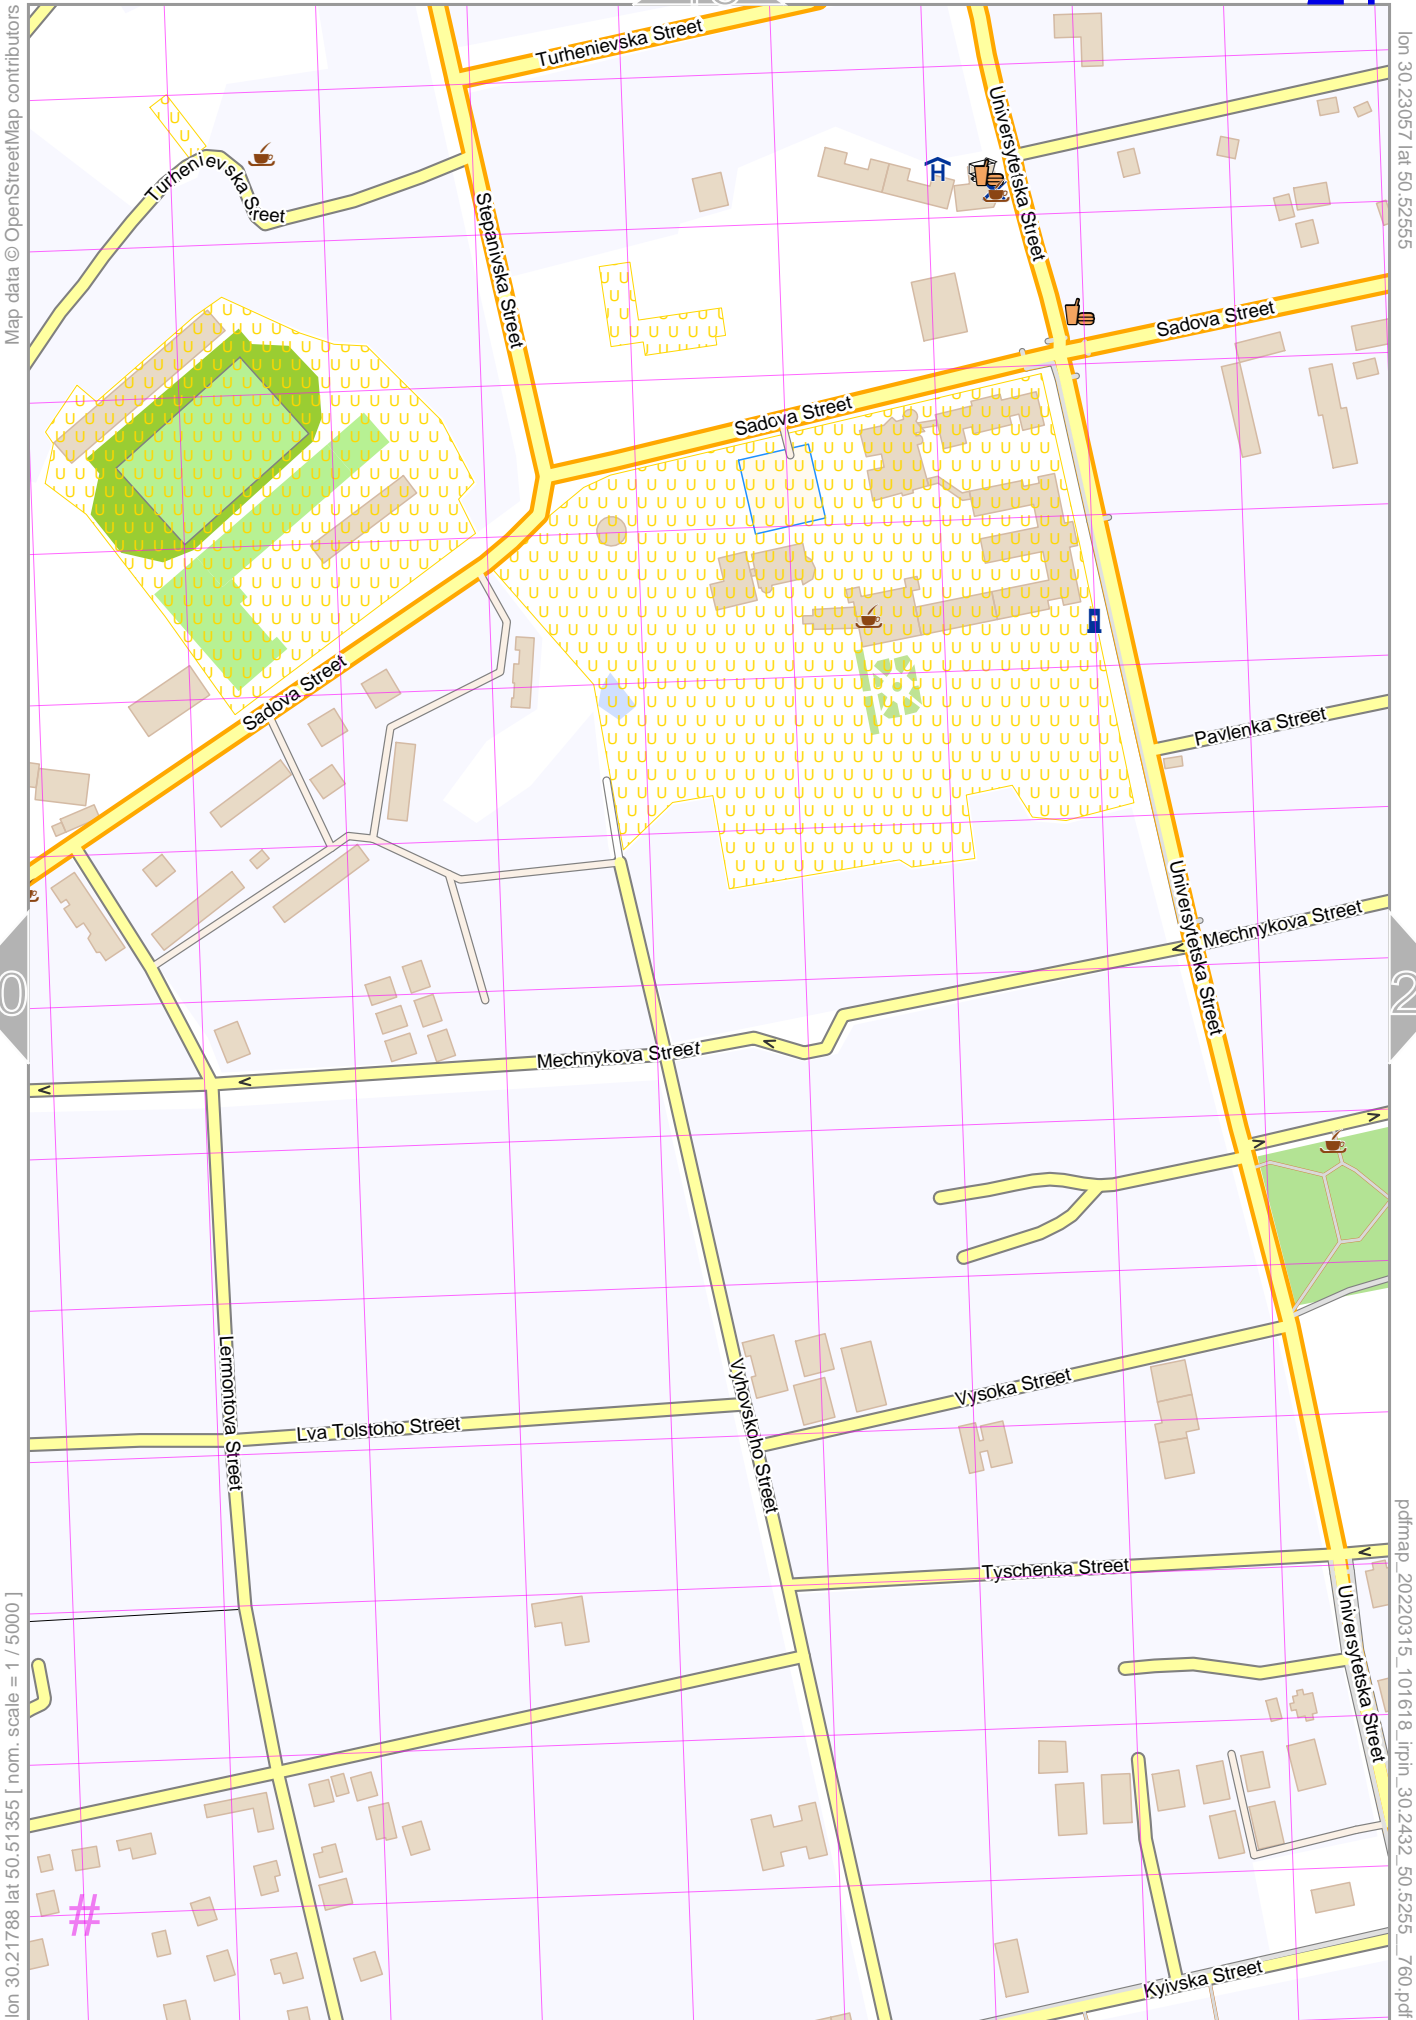 Map data © OpenStreetMap contributors
lon 30.23057 lat 50.52555
Turhenievska Street
Universytetska Street
Turhenievska Street
H
Stepanivska Street
Sadova Street
Sadova Street
Sadova Street
Pavlenka Street
Universytetska Street
Mechnykova Street
0
2
Mechnykova Street
Lermontova Street
Vyhovskoho Street
Vysoka Street
Lva Tolstoho Street
Tyschenka Street
Universytetska Street
#
Kyivska Street
lon 30.21788 lat 50.51355 [ nom. scale = 1 / 5000 ]
pdfmap_20220315_101618_irpin_30.2432_50.5255__760.pdf